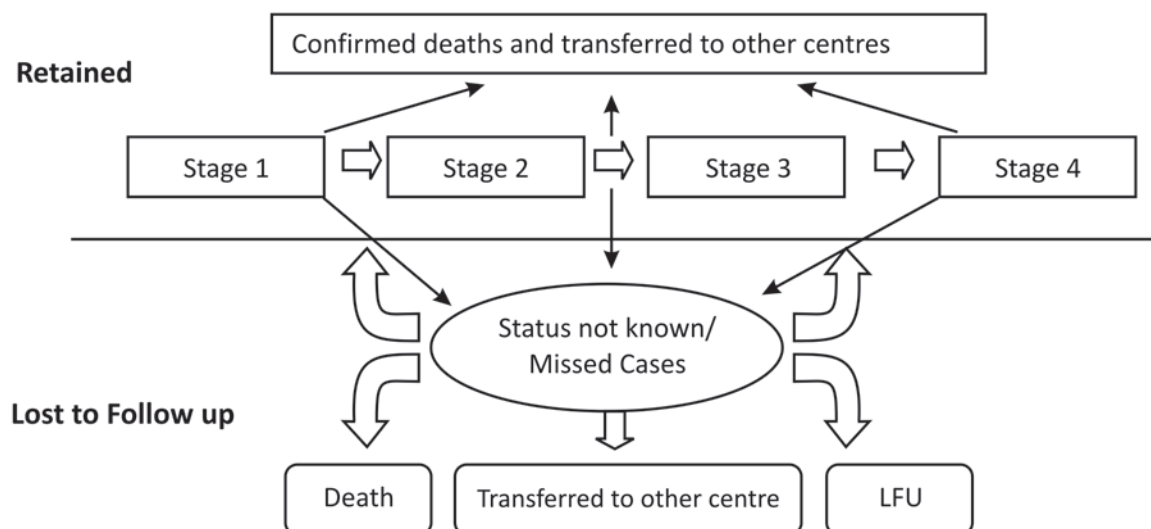 Confirmed deaths and transferred to other centres
Retained
Stage 1
Stage 2
Stage 3
Stage 4
Status not known/
Missed Cases
Lost to Follow up
Death
Transferred to other centre
LFU